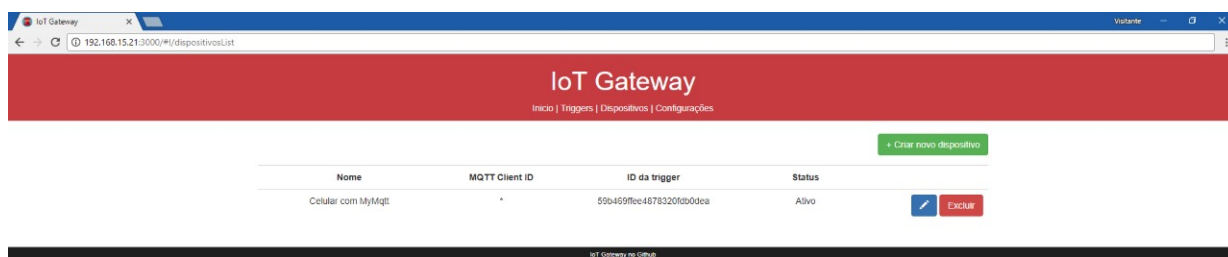 IoT Gateway
Visitante
192.168.15.21:3000/#!/dispositivosList
IoT Gateway
Inicio | Triggers | Dispositivos | Configurações
+ Criar novo dispositivo
Nome MQTT Client ID ID da trigger Status
Celular com MyMqtt * 59b469ffee4878320fdb0dea Ativo Excluir
IoT Gateway no Github